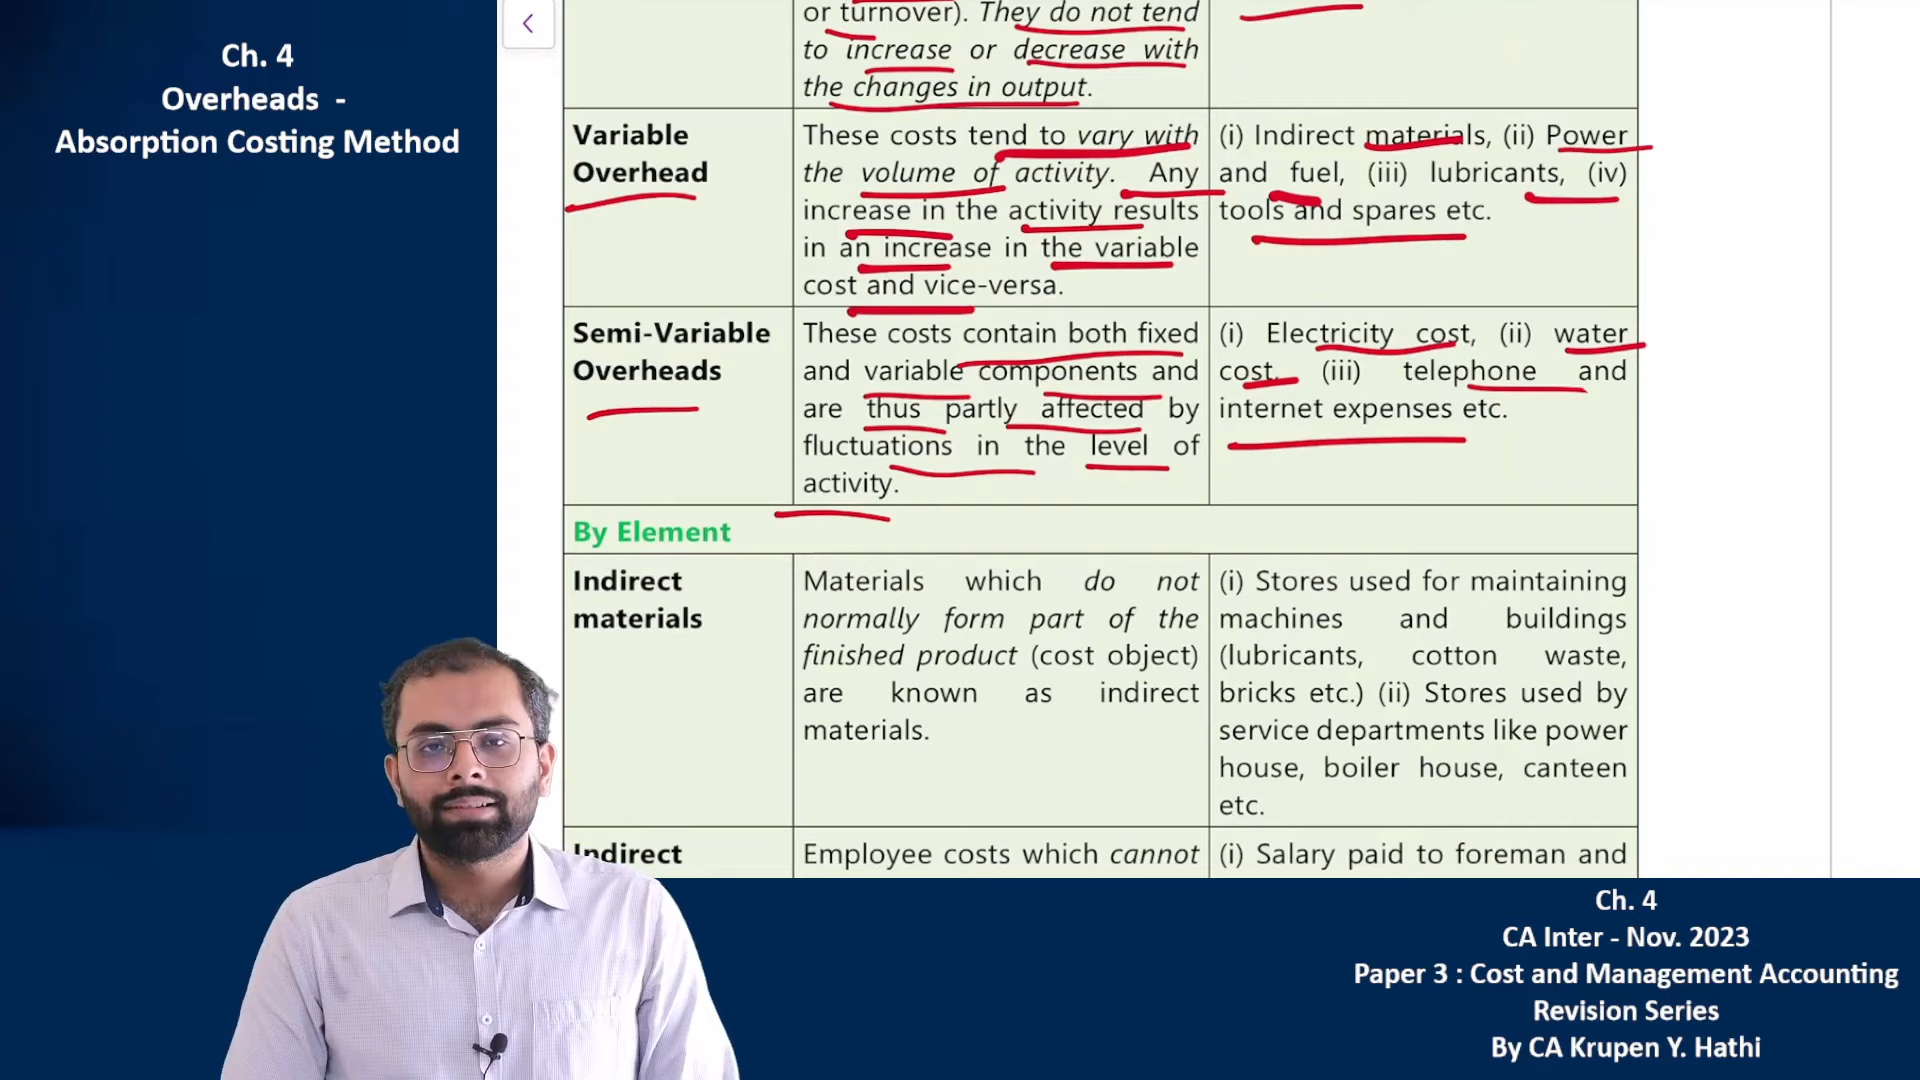 Ch. 4
Overheads -
Absorption Costing Method
or turnover). They do not tend
to increase or decrease with
the changes in output.
Variable
Overhead
These costs tend to vary with
the volume of activity. Any
increase in the activity results
in an increase in the variable
cost and vice-versa.
(i) Indirect materials, (ii) Power
and fuel, (iii) lubricants, (iv)
tools and spares etc.
Semi-Variable
Overheads
These costs contain both fixed
and variable components and
are thus partly affected by
fluctuations in the level of
activity.
(i) Electricity cost, (ii) water
cost, (iii) telephone and
internet expenses etc.
By Element
Indirect
materials
Materials which do not
normally form part of the
finished product (cost object)
are known as indirect
materials.
(i) Stores used for maintaining
machines and buildings
(lubricants, cotton waste,
bricks etc.) (ii) Stores used by
service departments like power
house, boiler house, canteen
etc.
Indirect
Employee costs which cannot
(i) Salary paid to foreman and
Ch. 4
CA Inter - Nov. 2023
Paper 3 : Cost and Management Accounting
Revision Series
By CA Krupen Y. Hathi